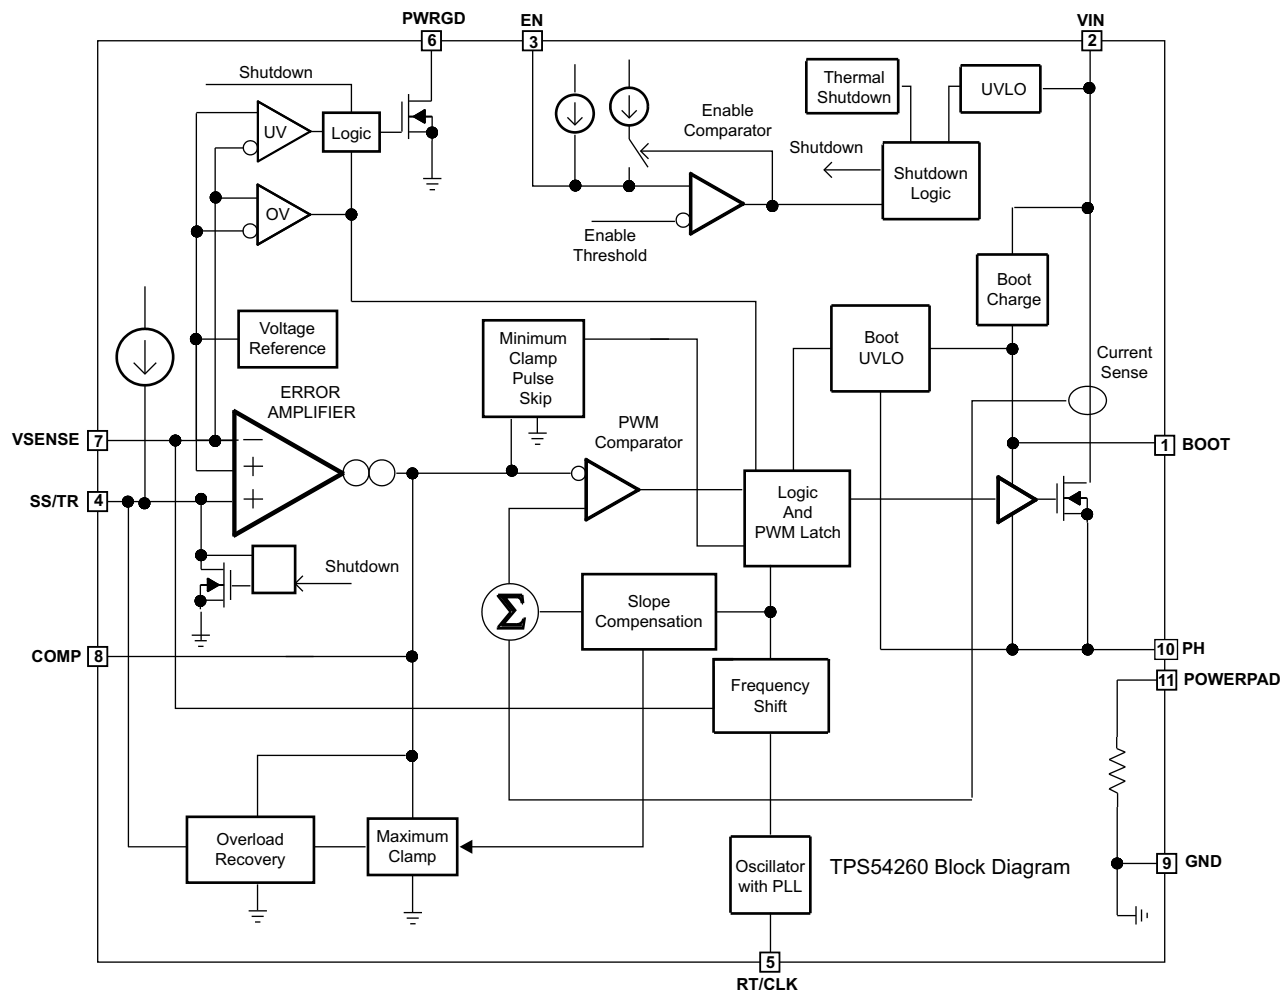 PWRGD
EN
VIN
6
3
2
Shutdown
Thermal
Shutdown
UVLO
UV
Logic
Enable
Comparator
Shutdown
Shutdown
Logic
OV
Enable
Threshold
Boot
Charge
Voltage
Reference
Minimum
Clamp
Pulse
Skip
Boot
UVLO
Current
Sense
ERROR
AMPLIFIER
PWM
Comparator
VSENSE
7
1
BOOT
−
+
+
SS/TR
4
Logic
And
PWM Latch
Shutdown
Σ
Slope
Compensation
COMP
8
10
PH
11
POWERPAD
Frequency
Shift
Overload
Recovery
Maximum
Clamp
Oscillator
with PLL
TPS54260 Block Diagram
9
GND
5
RT/CLK